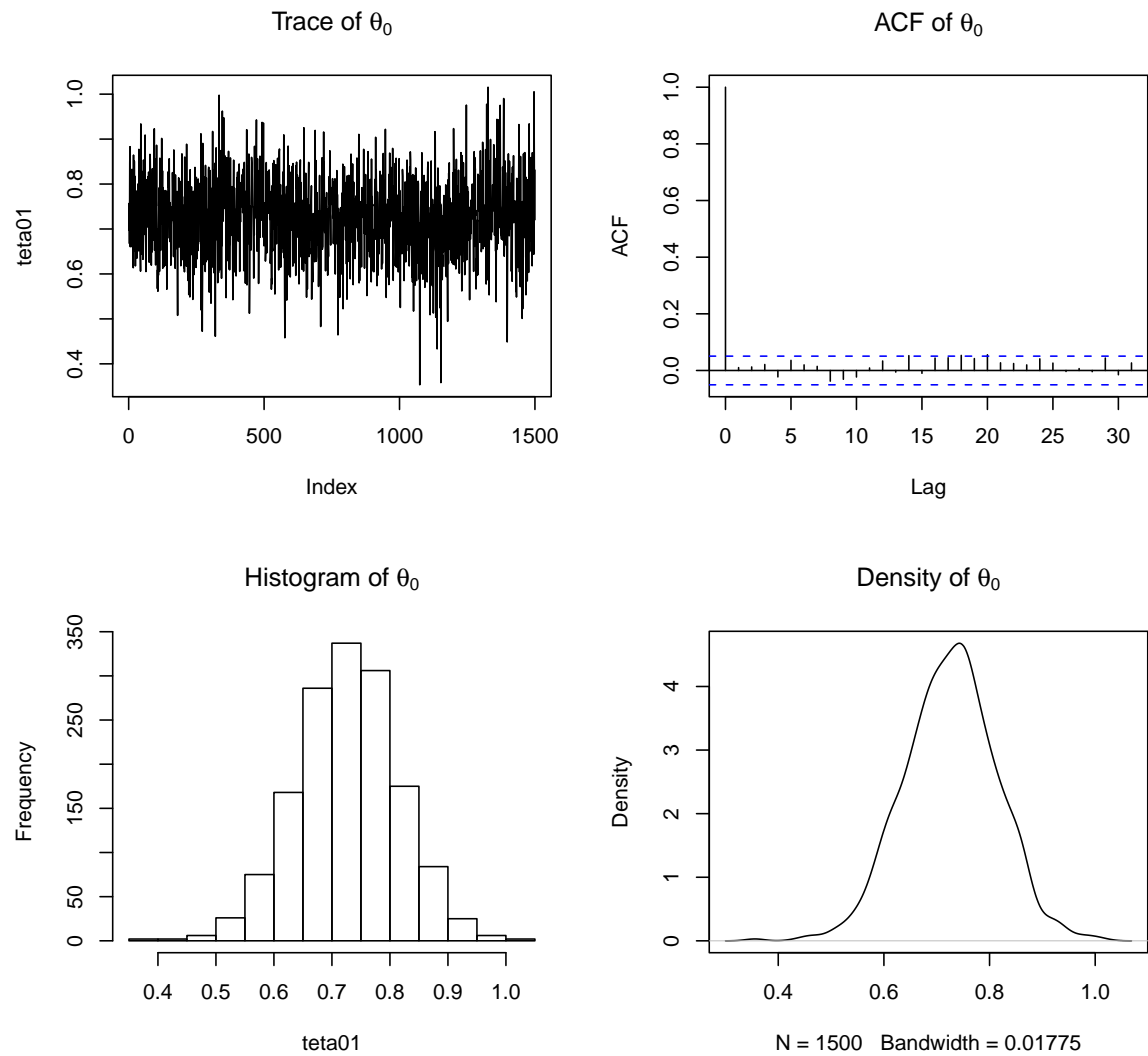 Trace of θ0
teta01
0.4 0.6 0.8 1.0
0 500 1000 1500
Index
ACF of θ0
ACF
0.0 0.2 0.4 0.6 0.8 1.0
0 5 10 15 20 25 30
Lag
Histogram of θ0
Frequency
0 50 150 250 350
0.4 0.5 0.6 0.7 0.8 0.9 1.0
teta01
Density of θ0
Density
0 1 2 3 4
0.4 0.6 0.8 1.0
N = 1500 Bandwidth = 0.01775